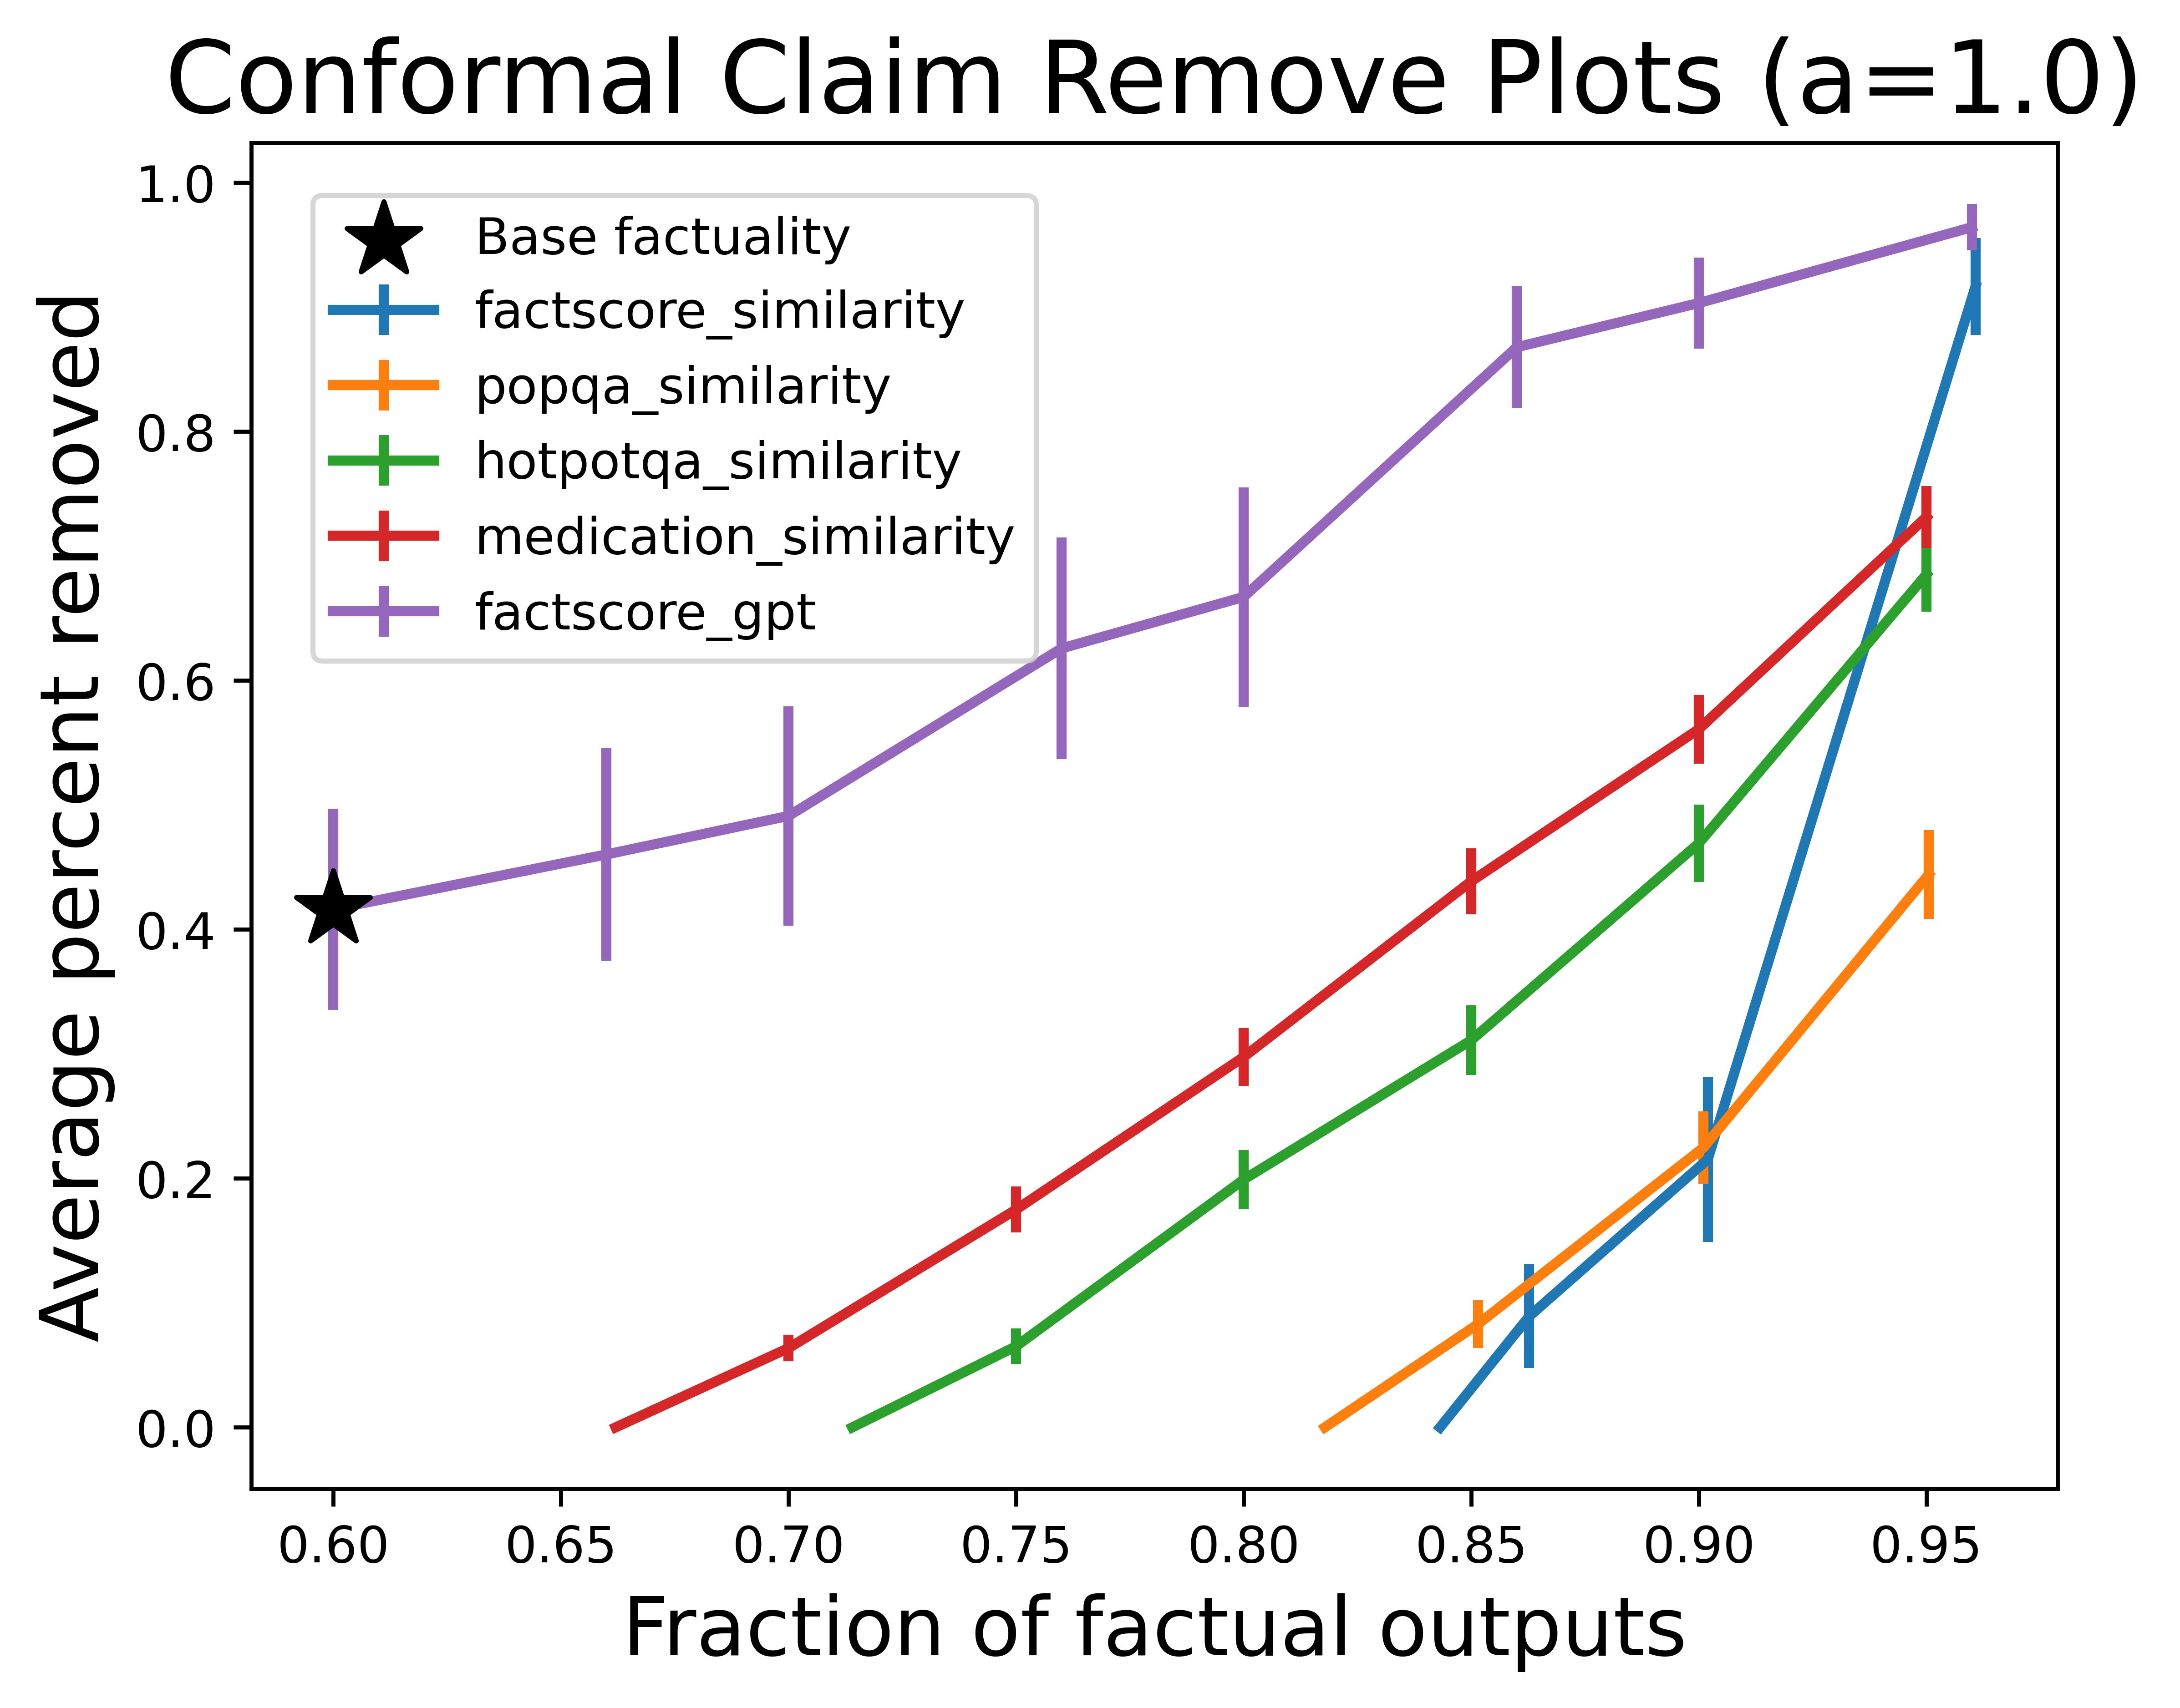 Conformal Claim Remove Plots (a=1.0)
Average percent removed
1.0
0.8
0.6
0.4
0.2
0.0
Base factuality
factscore_similarity
popqa_similarity
hotpotqa_similarity
medication_similarity
factscore_gpt
0.60 0.65 0.70 0.75 0.80 0.85 0.90 0.95
Fraction of factual outputs